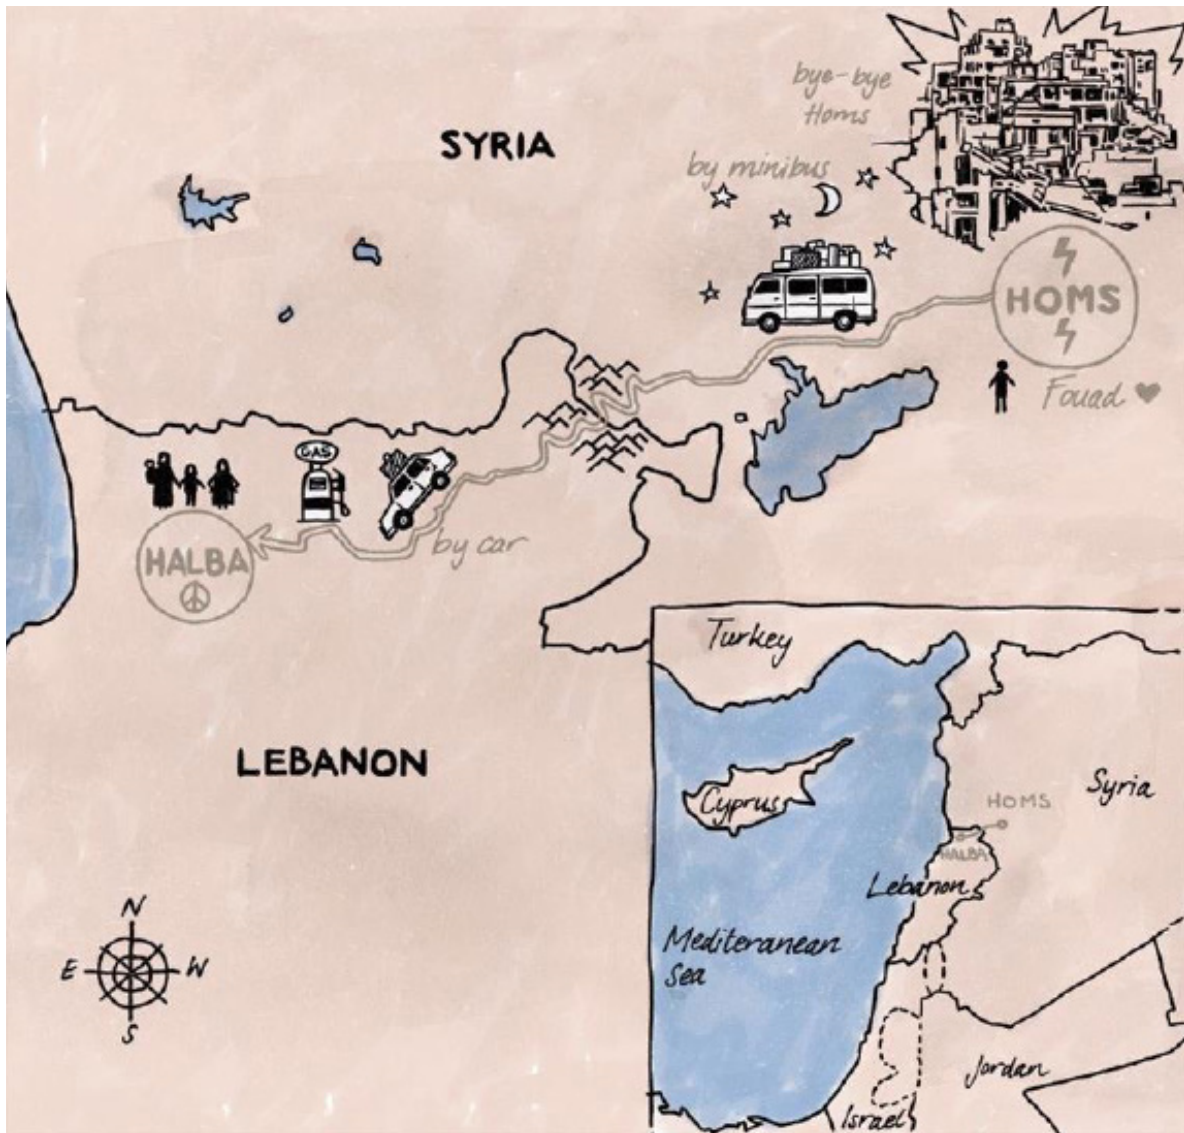 bye-bye
Homs
SYRIA
by minibus
HOMS
Fouad
GAS
HALBA
by car
LEBANON
N
E W
S
Turkey
Cyprus
Syria
HOMS
HALBA
Lebanon
Mediteranean
Sea
Jordan
Israel